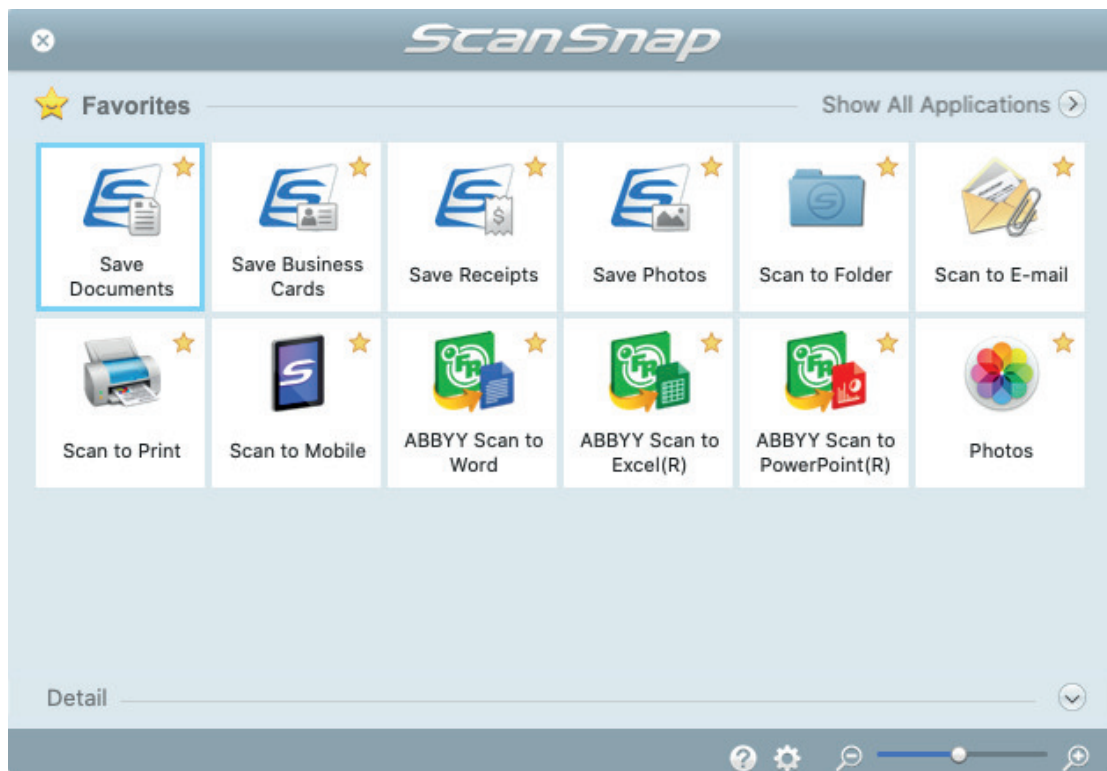 ScanSnap
Favorites
Show All Applications
Save
Documents
Save Business
Cards
Save Receipts
Save Photos
Scan to Folder
Scan to E-mail
Scan to Print
Scan to Mobile
ABBYY Scan to
Word
ABBYY Scan to
Excel(R)
ABBYY Scan to
PowerPoint(R)
Photos
Detail